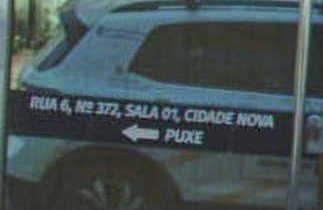 RUA 6, Nº 372, SALA 01, CIDADE NOVA
PUXE